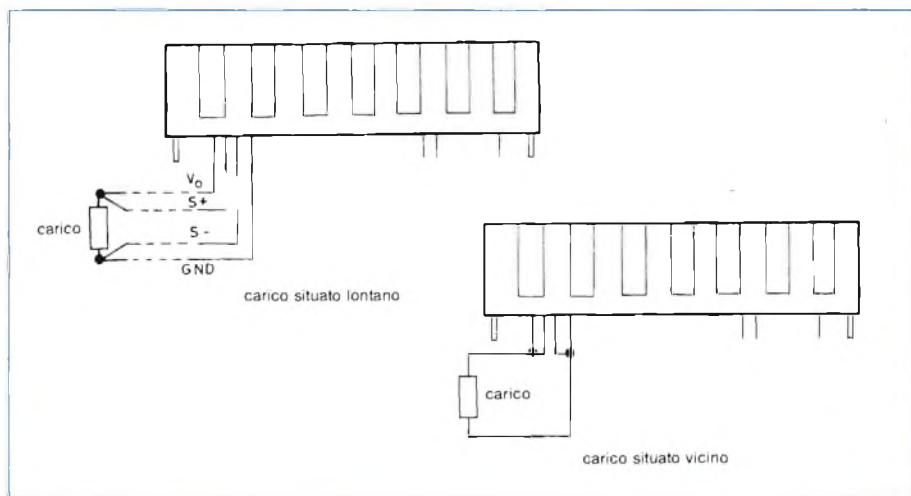 V₀
S+
carico
S-
GND
carico situato lontano
carico
carico situato vicino